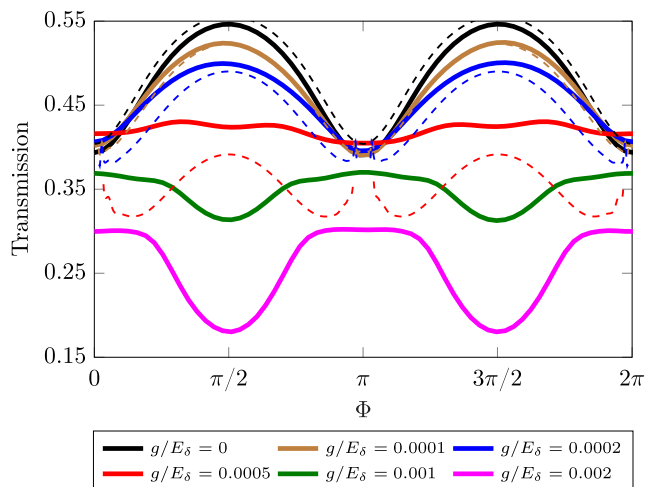 0.55
0.45
0.35
0.25
0.15
Transmission
0 π/2 π 3π/2 2π
Φ
g/E_δ = 0 g/E_δ = 0.0001 g/E_δ = 0.0002
g/E_δ = 0.0005 g/E_δ = 0.001 g/E_δ = 0.002